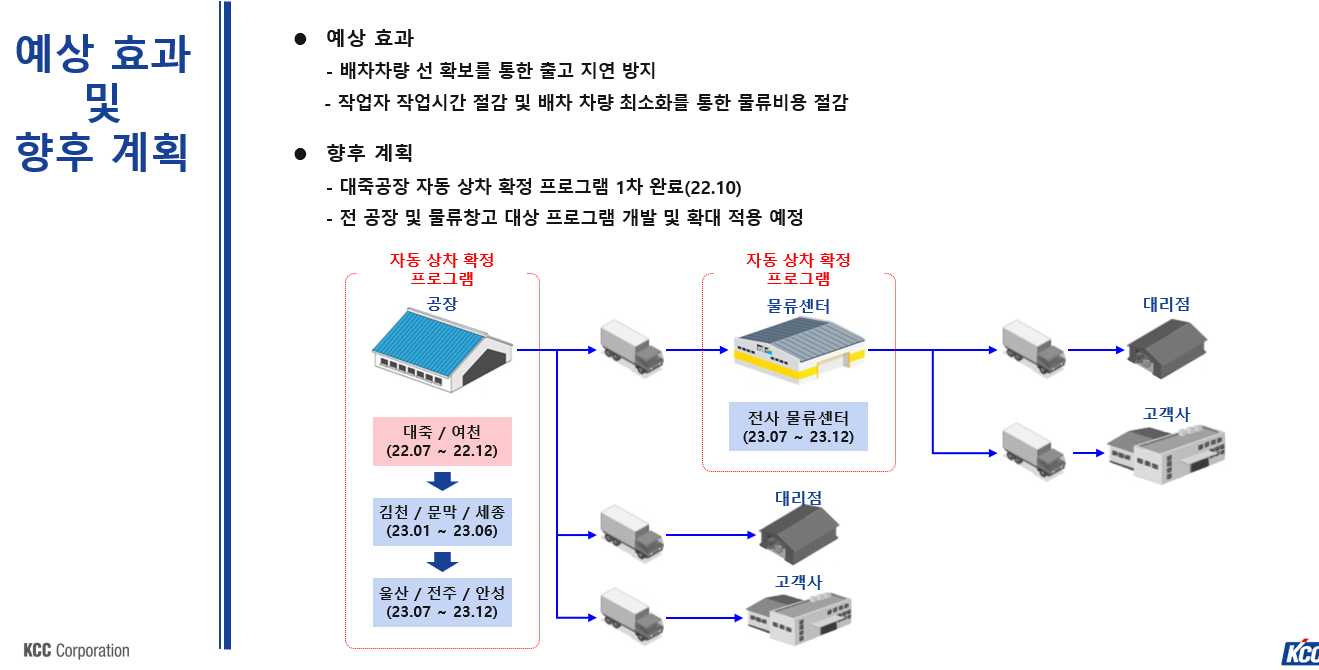 예상 효과
및
향후 계획
● 예상 효과
- 배차차량 선 확보를 통한 출고 지연 방지
- 작업자 작업시간 절감 및 배차 차량 최소화를 통한 물류비용 절감
● 향후 계획
- 대죽공장 자동 상차 확정 프로그램 1차 완료(22.10)
- 전 공장 및 물류창고 대상 프로그램 개발 및 확대 적용 예정
자동 상차 확정
프로그램
공장
대죽 / 여천
(22.07 ~ 22.12)
김천 / 문막 / 세종
(23.01 ~ 23.06)
울산 / 전주 / 안성
(23.07 ~ 23.12)
자동 상차 확정
프로그램
물류센터
전사 물류센터
(23.07 ~ 23.12)
대리점
고객사
대리점
고객사
KCC Corporation
KCC